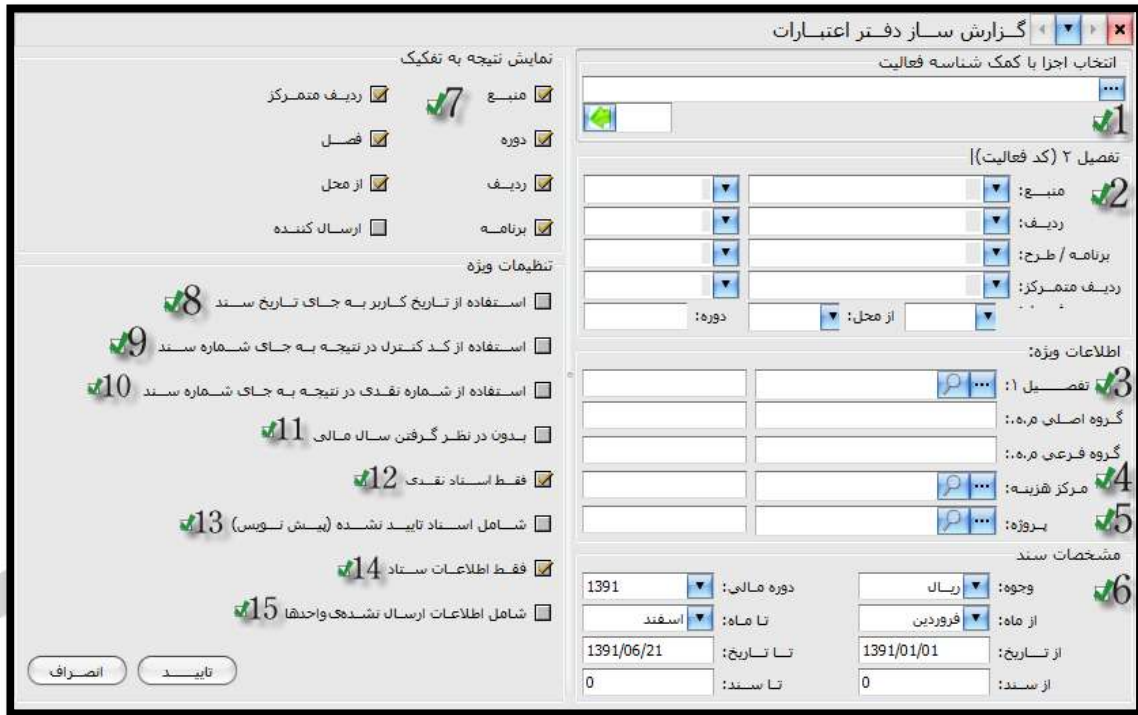 گزارش ساز دفتر اعتبارات
انتخاب اجزا با کمک شناسه فعالیت
1
تفصیل ۲ (کد فعالیت)|
2
منبع:
ردیف:
برنامه / طرح:
ردیف متمرکز:
از محل:
دوره:
اطلاعات ویژه:
3 تفصیل ۱:
گروه اصلی م.ه.:
گروه فرعی م.ه.:
4 مرکز هزینه:
5 پروژه:
مشخصات سند
6
وجوه: ریال دوره مالی: 1391
از ماه: فروردین تا ماه: اسفند
از تاریخ: 1391/01/01 تا تاریخ: 1391/06/21
از سند: 0 تا سند: 0
نمایش نتیجه به تفکیک
منبع 7 ردیف متمرکز
دوره فصل
ردیف از محل
برنامه ارسال کننده
تنظیمات ویژه
استفاده از تاریخ کاربر به جای تاریخ سند 8
استفاده از کد کنترل در نتیجه به جای شماره سند 9
استفاده از شماره نقدی در نتیجه به جای شماره سند 10
بدون در نظر گرفتن سال مالی 11
فقط اسناد نقدی 12
شامل اسناد تایید نشده (پیش نویس) 13
فقط اطلاعات ستاد 14
شامل اطلاعات ارسال نشده‌ی واحدها 15
تایید
انصراف